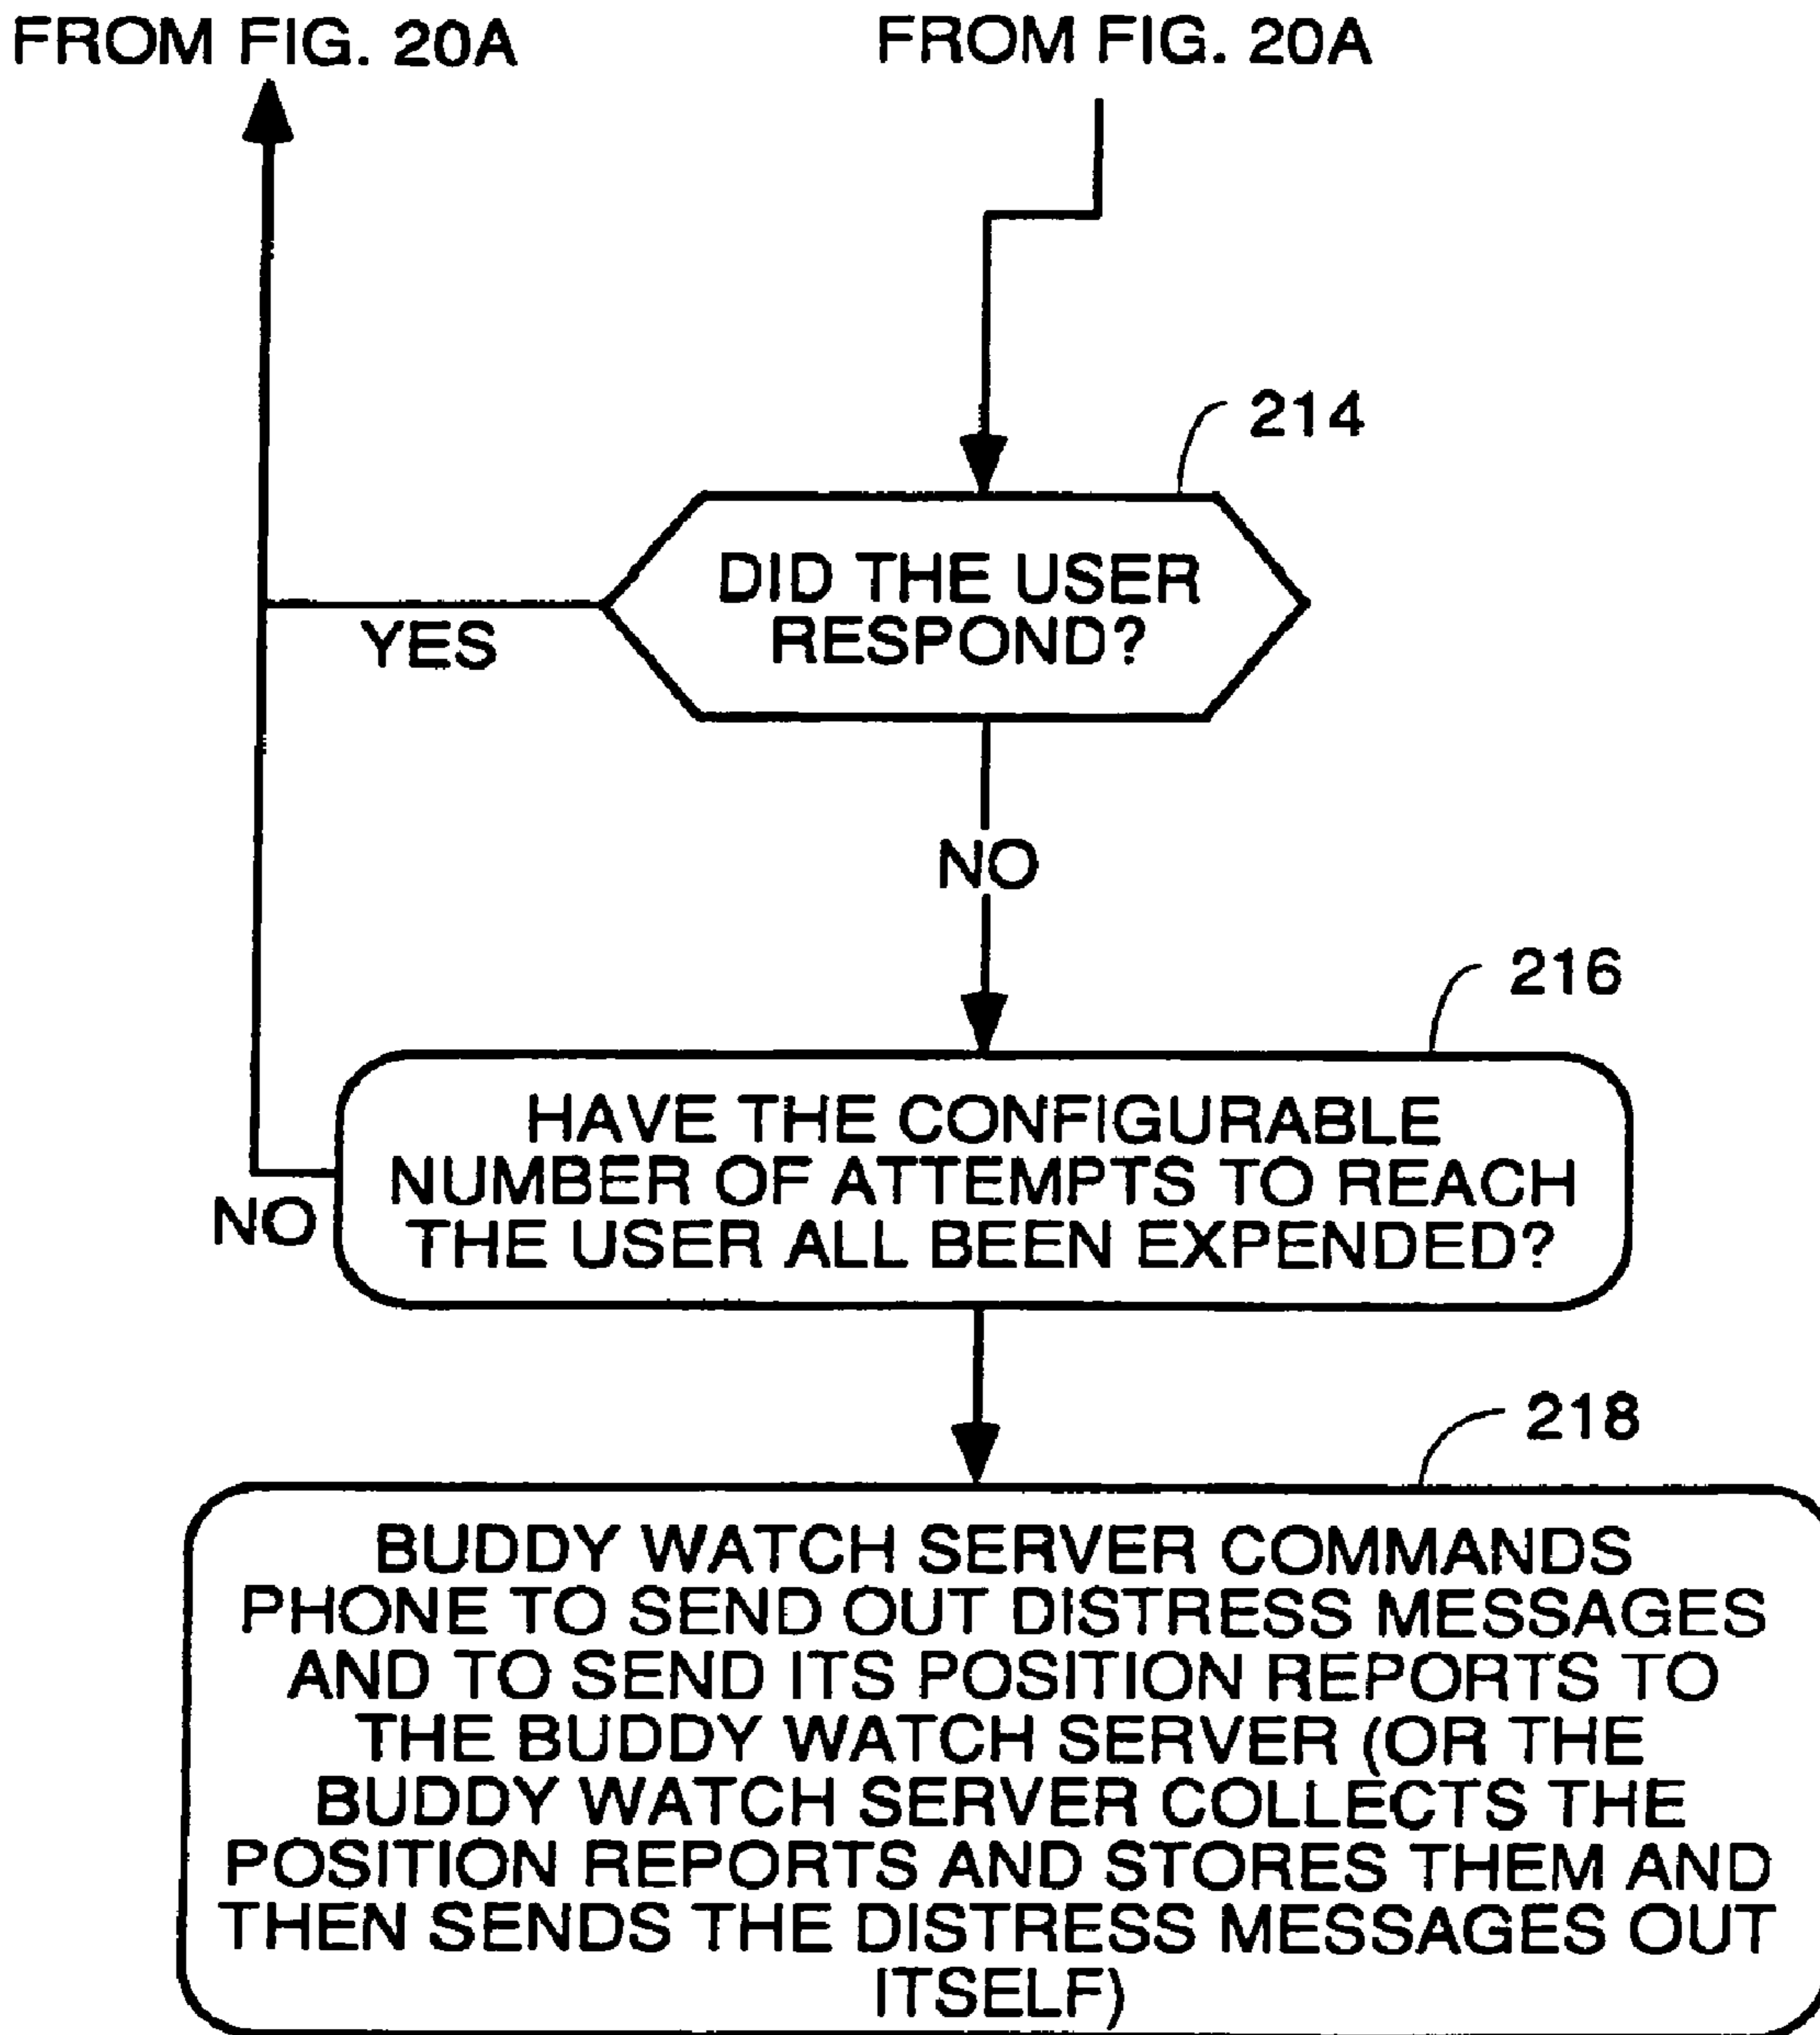 FROM FIG. 20A
FROM FIG. 20A
214
DID THE USER
RESPOND?
YES
NO
216
HAVE THE CONFIGURABLE
NUMBER OF ATTEMPTS TO REACH
THE USER ALL BEEN EXPENDED?
NO
218
BUDDY WATCH SERVER COMMANDS
PHONE TO SEND OUT DISTRESS MESSAGES
AND TO SEND ITS POSITION REPORTS TO
THE BUDDY WATCH SERVER (OR THE
BUDDY WATCH SERVER COLLECTS THE
POSITION REPORTS AND STORES THEM AND
THEN SENDS THE DISTRESS MESSAGES OUT
ITSELF)